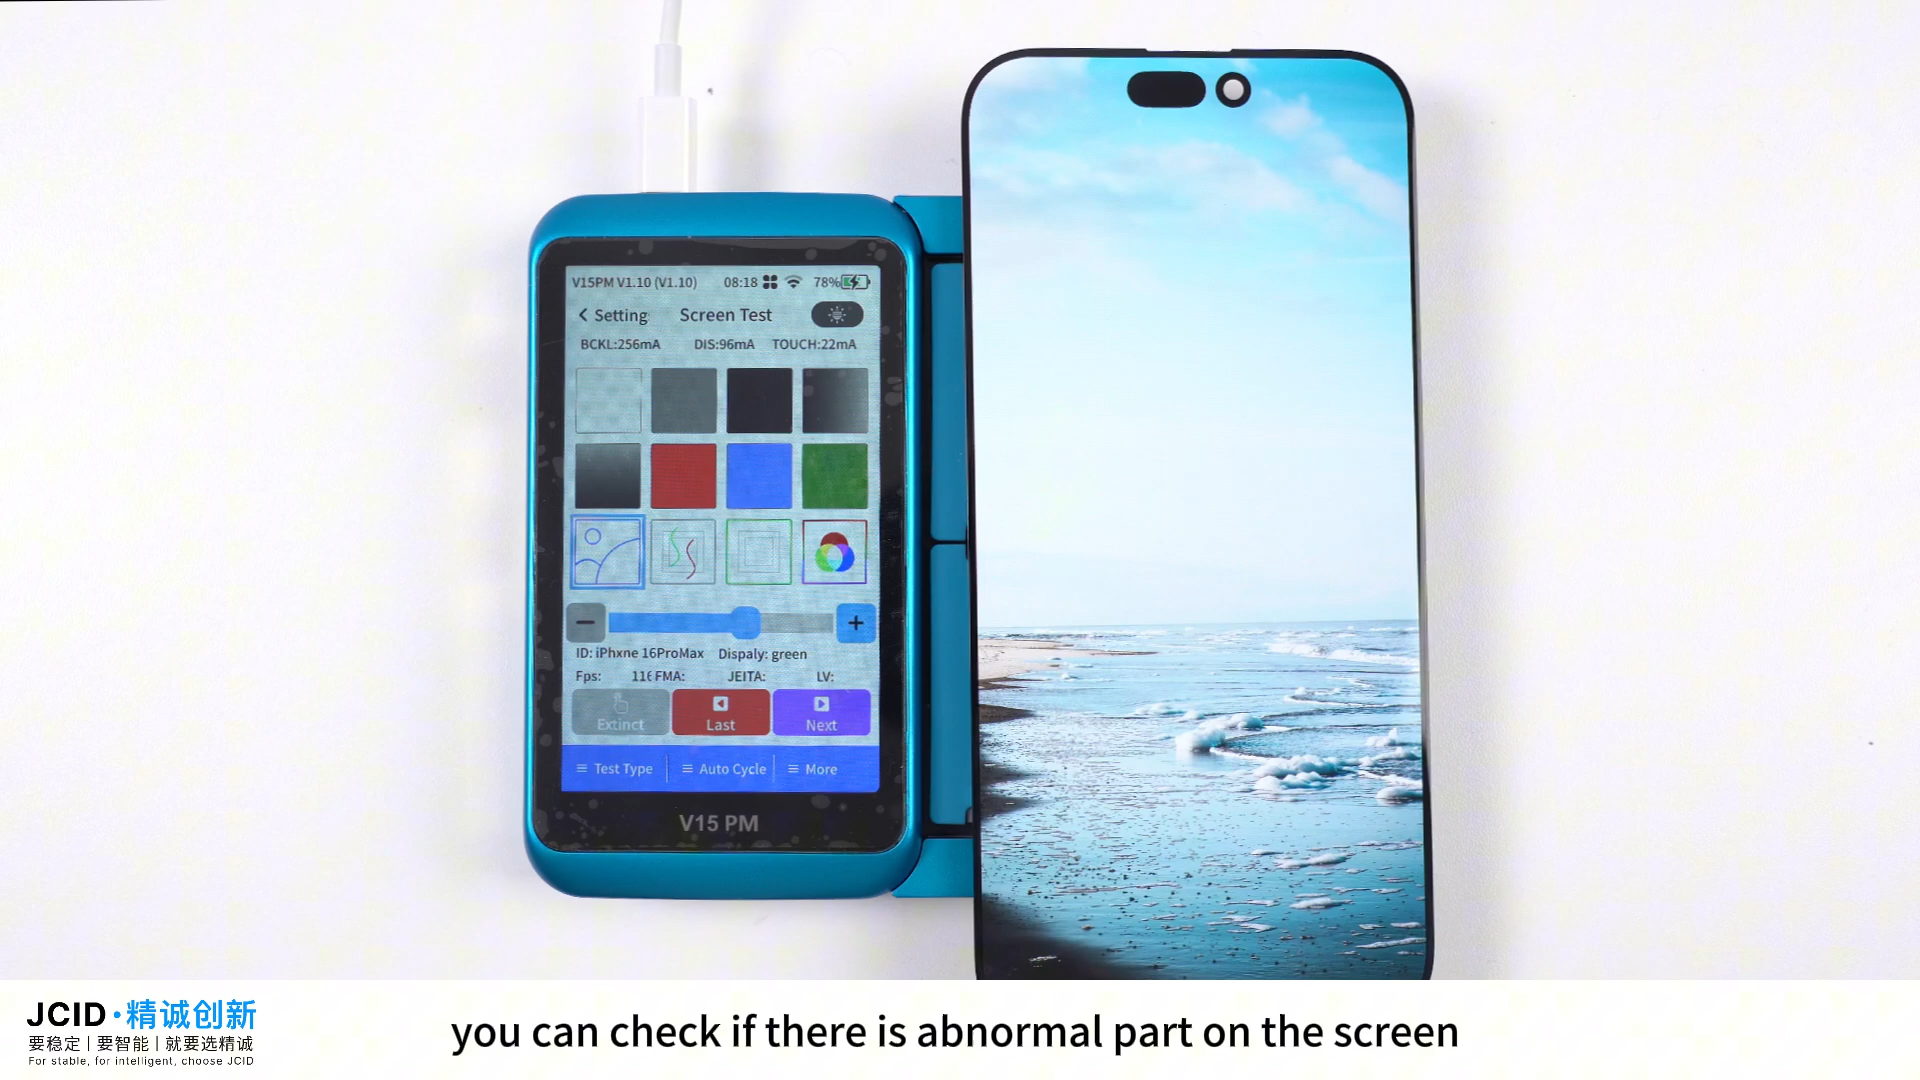 V15PM V1.10 (V1.10) 08:18 78%
Setting Screen Test
BCKL:256mA DIS:96mA TOUCH:22mA
ID: iPhxne 16ProMax Dispaly: green
Fps: 116 FMA: JEITA: LV:
Extinct Last Next
Test Type Auto Cycle More
V15 PM
JCID·精诚创新
要稳定 | 要智能 | 就要选精诚
For stable, for intelligent, choose JCID
you can check if there is abnormal part on the screen